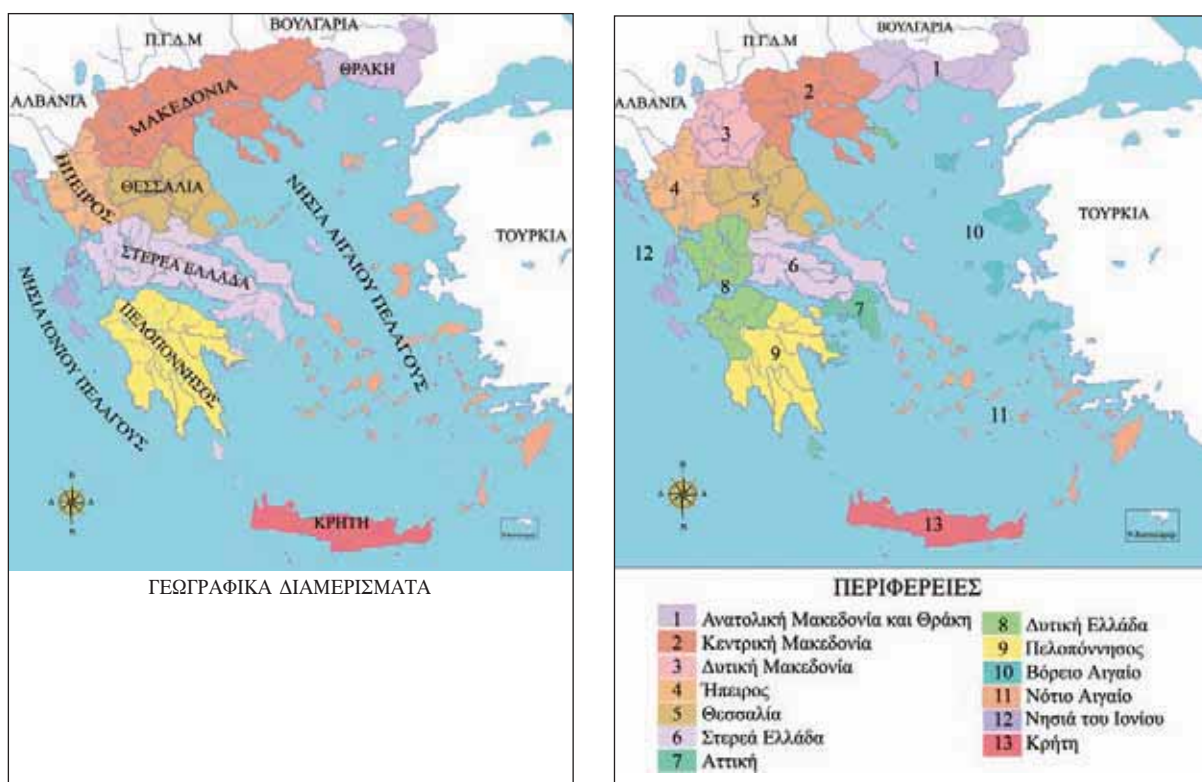 ΒΟΥΛΓΑΡΙΑ
Π.Γ.Δ.Μ
ΘΡΑΚΗ
ΑΛΒΑΝΙΑ
ΜΑΚΕΔΟΝΙΑ
ΗΠΕΙΡΟΣ
ΘΕΣΣΑΛΙΑ
ΝΗΣΙΑ ΑΙΓΑΙΟΥ ΠΕΛΑΓΟΥΣ
ΤΟΥΡΚΙΑ
ΣΤΕΡΕΑ ΕΛΛΑΔΑ
ΝΗΣΙΑ ΙΟΝΙΟΥ ΠΕΛΑΓΟΥΣ
ΠΕΛΟΠΟΝΝΗΣΟΣ
Β
Δ
Α
Ν
ΚΡΗΤΗ
ΓΕΩΓΡΑΦΙΚΑ ΔΙΑΜΕΡΙΣΜΑΤΑ
ΒΟΥΛΓΑΡΙΑ
Π.Γ.Δ.Μ
1
2
ΑΛΒΑΝΙΑ
3
4
5
ΤΟΥΡΚΙΑ
10
12
6
8
7
9
11
Β
Δ
Α
Ν
13
ΠΕΡΙΦΕΡΕΙΕΣ
1 Ανατολική Μακεδονία και Θράκη
2 Κεντρική Μακεδονία
3 Δυτική Μακεδονία
4 Ήπειρος
5 Θεσσαλία
6 Στερεά Ελλάδα
7 Αττική
8 Δυτική Ελλάδα
9 Πελοπόννησος
10 Βόρειο Αιγαίο
11 Νότιο Αιγαίο
12 Νησιά του Ιονίου
13 Κρήτη